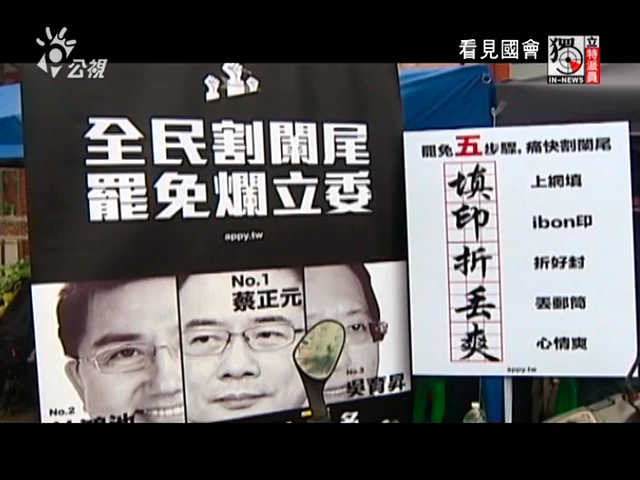 公視
看見國會
獨立特派員
IN-NEWS
全民割闌尾
罷免爛立委
appy.tw
No.1
蔡正元
No.2
No.3
吳育昇
罷免五步驟,痛快割闌尾
填 上網填
印 ibon印
折 折好封
丟 丟郵筒
爽 心情爽
appy.tw